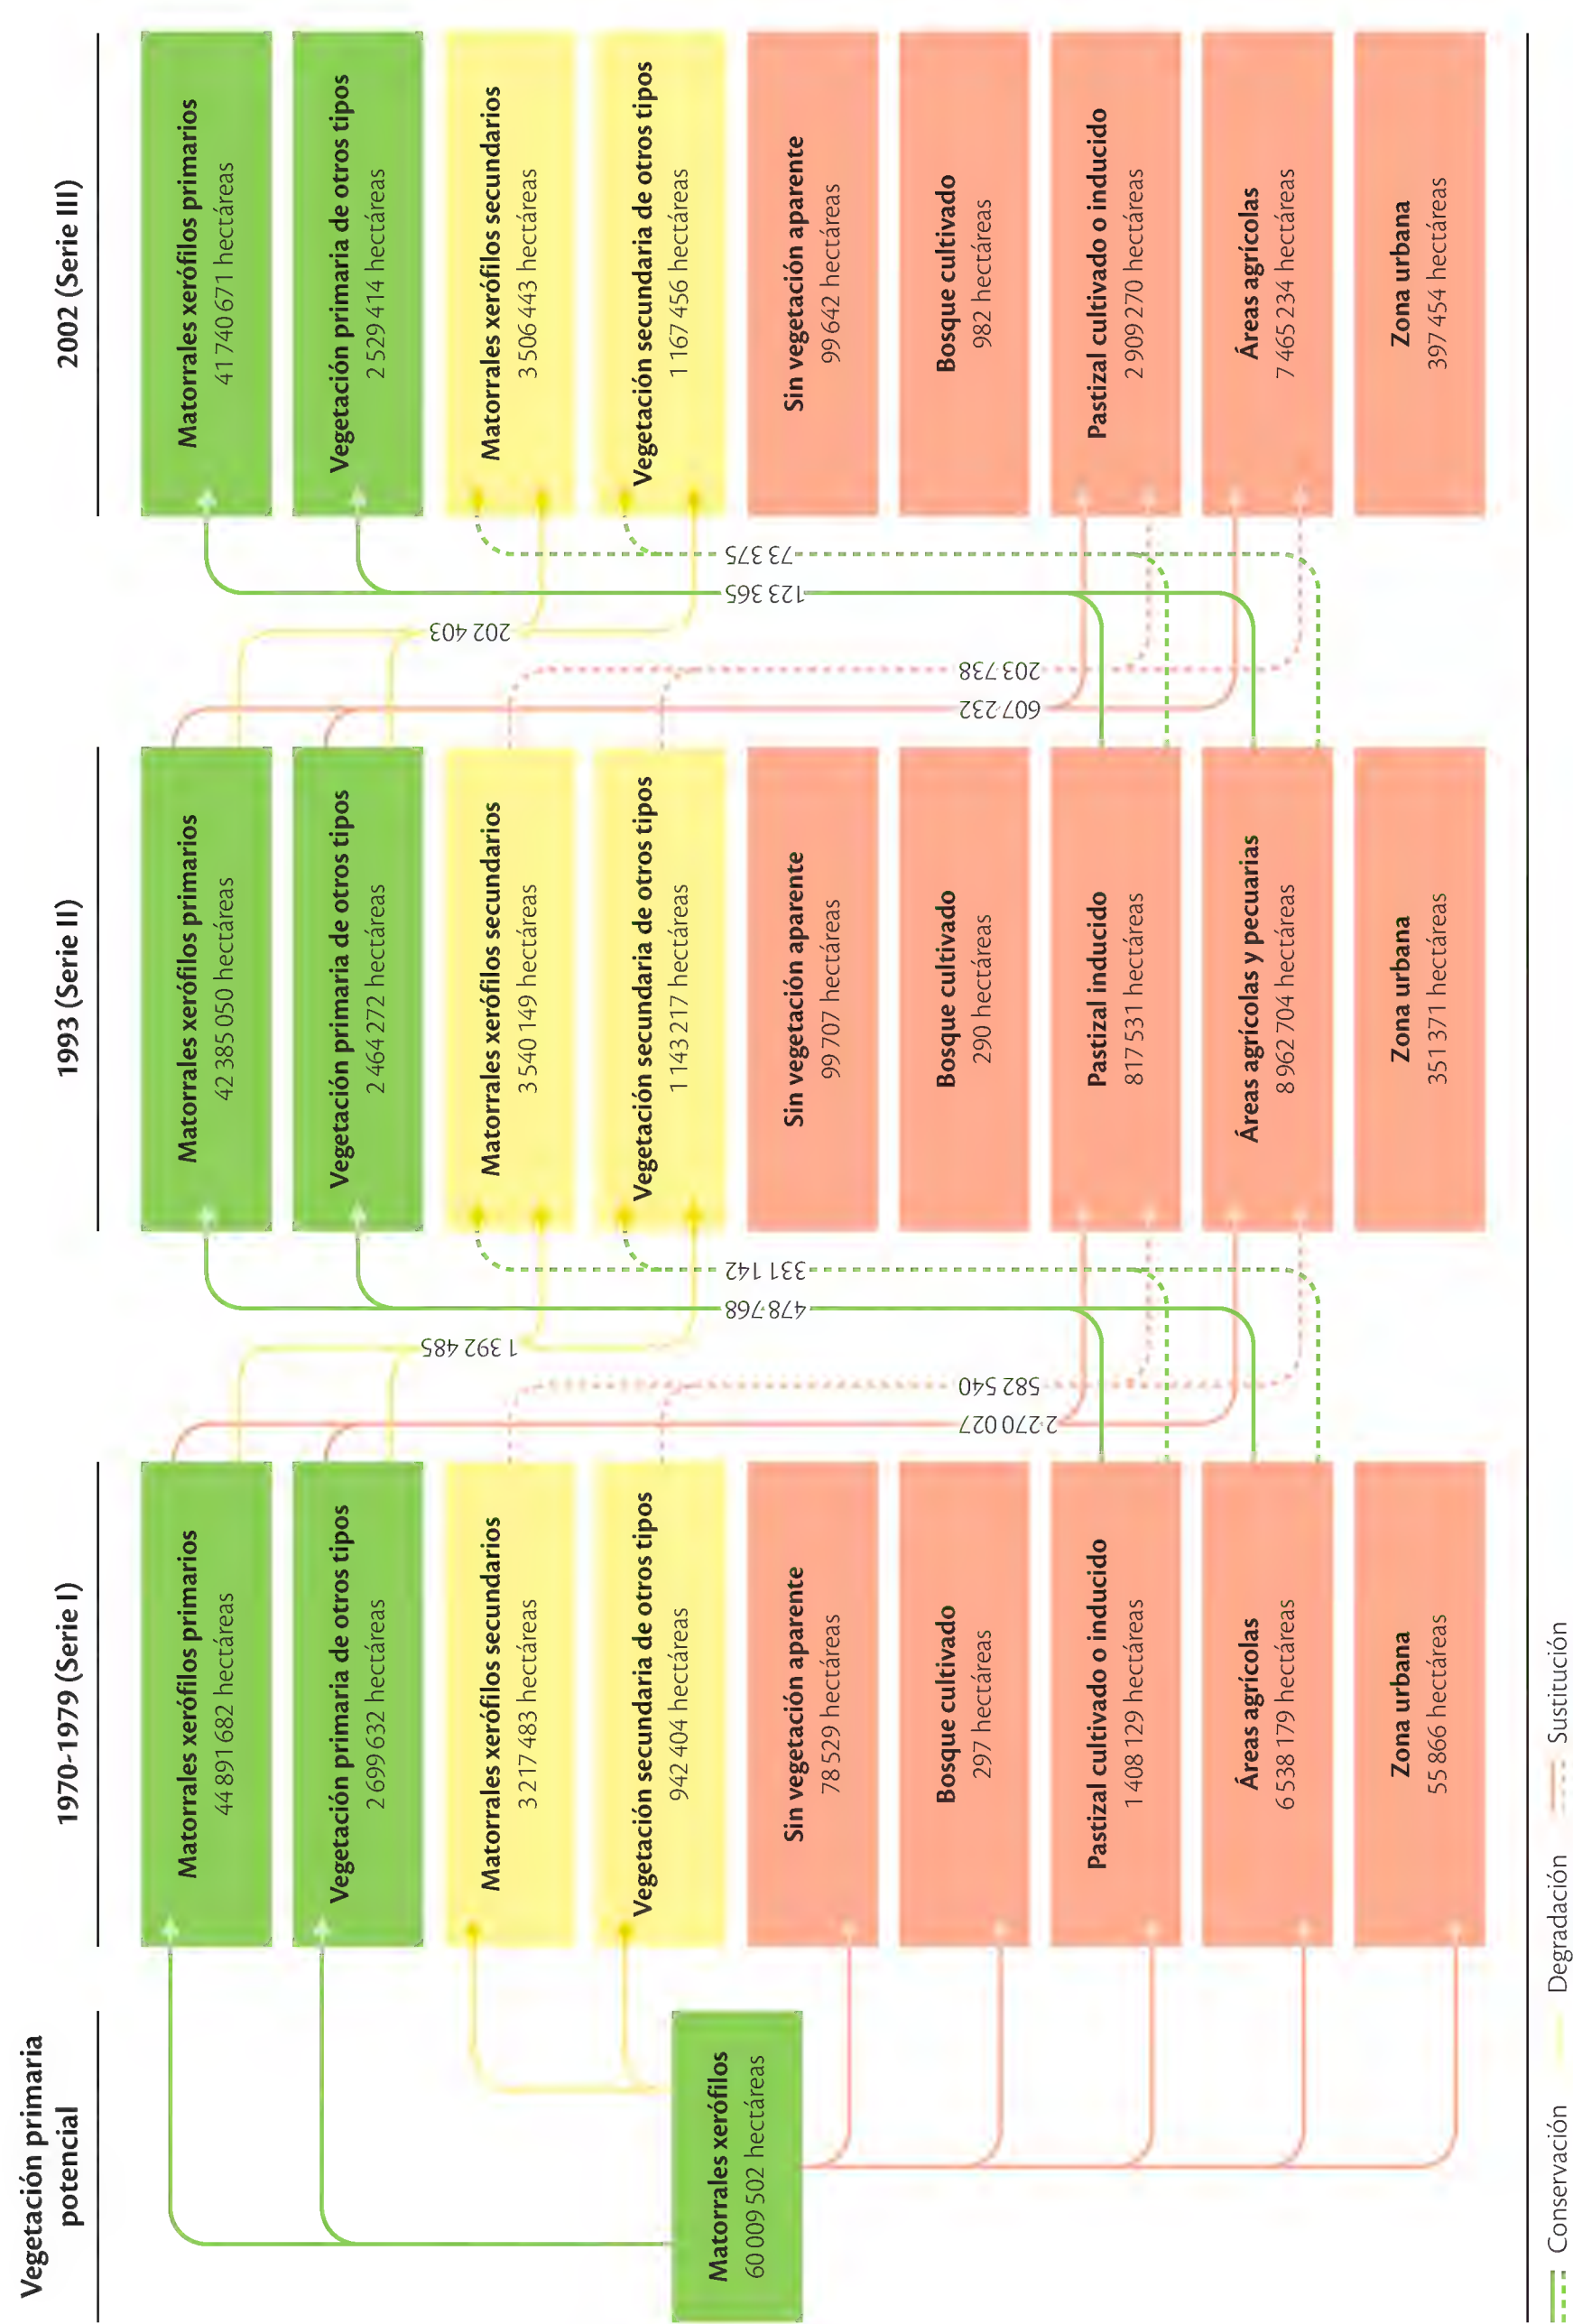 Vegetación primaria
potencial
Matorrales xerófilos
60 009 502 hectáreas
1970-1979 (Serie I)
Matorrales xerófilos primarios
44 891 682 hectáreas
Vegetación primaria de otros tipos
2 699 632 hectáreas
Matorrales xerófilos secundarios
3 217 483 hectáreas
Vegetación secundaria de otros tipos
942 404 hectáreas
Sin vegetación aparente
78 529 hectáreas
Bosque cultivado
297 hectáreas
Pastizal cultivado o inducido
1 408 129 hectáreas
Áreas agrícolas
6 538 179 hectáreas
Zona urbana
55 866 hectáreas
2 270 027
582 540
1 392 485
478 768
331 142
1993 (Serie II)
Matorrales xerófilos primarios
42 385 050 hectáreas
Vegetación primaria de otros tipos
2 464 272 hectáreas
Matorrales xerófilos secundarios
3 540 149 hectáreas
Vegetación secundaria de otros tipos
1 143 217 hectáreas
Sin vegetación aparente
99 707 hectáreas
Bosque cultivado
290 hectáreas
Pastizal inducido
817 531 hectáreas
Áreas agrícolas y pecuarias
8 962 704 hectáreas
Zona urbana
351 371 hectáreas
607 232
203 738
202 403
123 365
73 375
2002 (Serie III)
Matorrales xerófilos primarios
41 740 671 hectáreas
Vegetación primaria de otros tipos
2 529 414 hectáreas
Matorrales xerófilos secundarios
3 506 443 hectáreas
Vegetación secundaria de otros tipos
1 167 456 hectáreas
Sin vegetación aparente
99 642 hectáreas
Bosque cultivado
982 hectáreas
Pastizal cultivado o inducido
2 909 270 hectáreas
Áreas agrícolas
7 465 234 hectáreas
Zona urbana
397 454 hectáreas
Conservación
Degradación
Sustitución